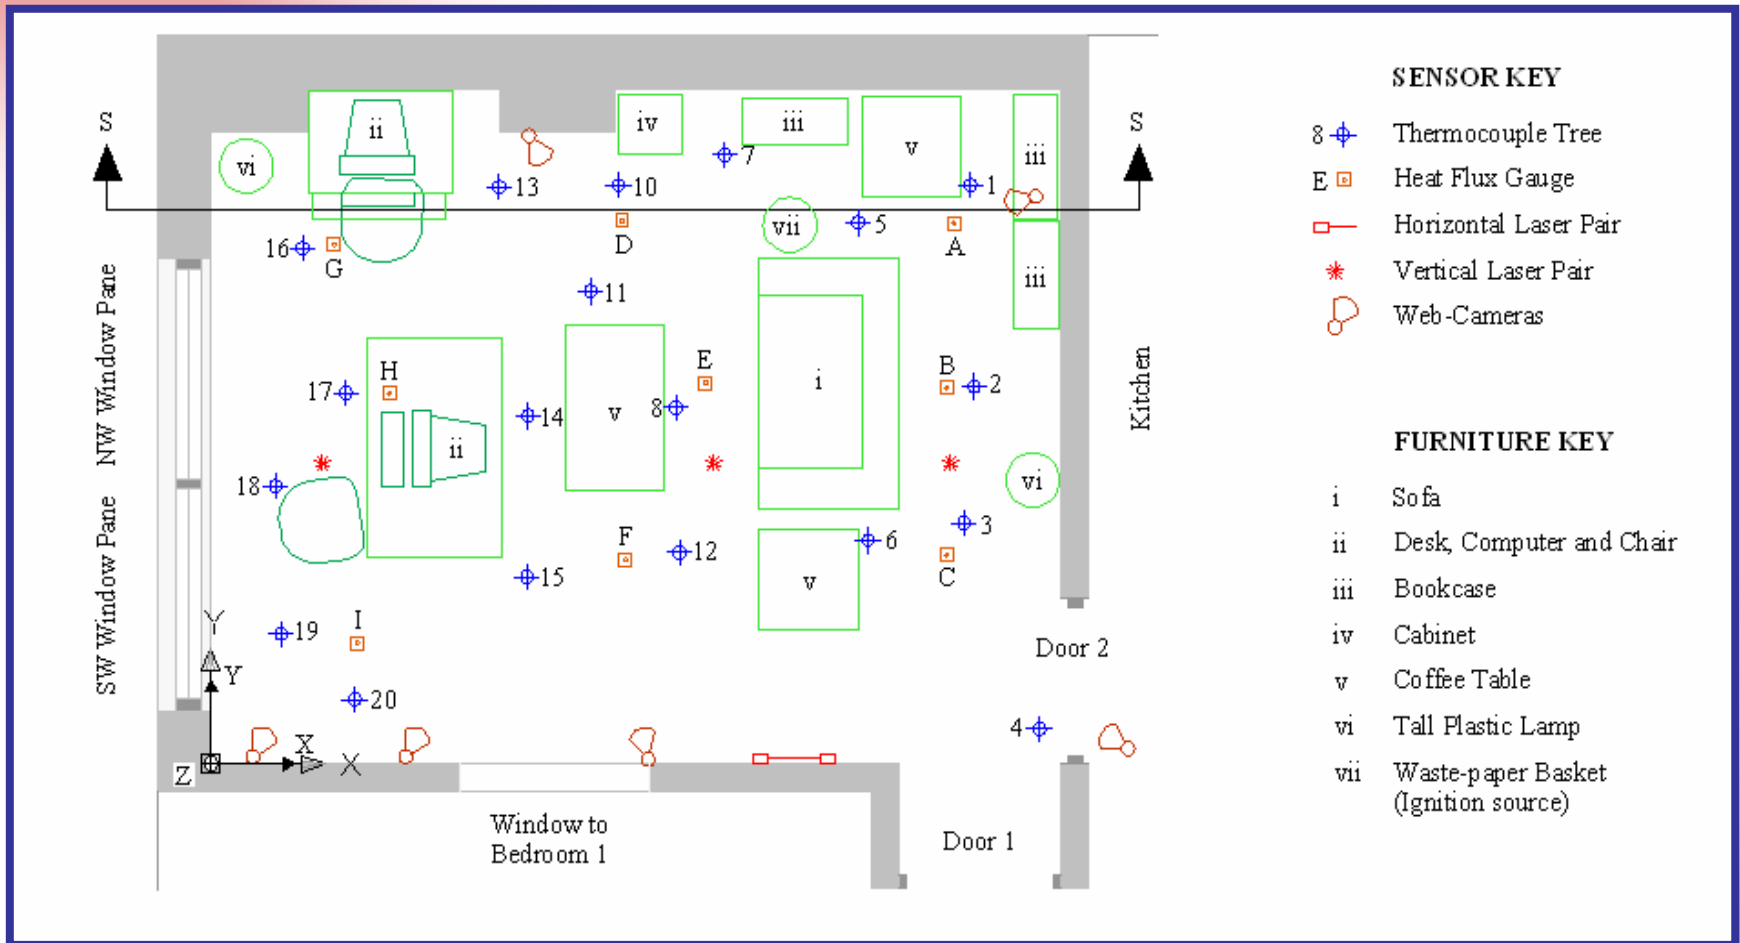 S
S
ii
iv
iii
v
iii
vi
7
13
10
1
vii
5
16
G
D
A
iii
11
NW Window Pane
H
E
B
17
i
2
14
8
v
ii
Kitchen
18
vi
SW Window Pane
F
3
12
6
15
C
v
I
19
Y
Y
Door 2
20
4
X
X
Z
Window to
Bedroom 1
Door 1
SENSOR KEY
8 Thermocouple Tree
E Heat Flux Gauge
Horizontal Laser Pair
Vertical Laser Pair
Web-Cameras
FURNITURE KEY
i Sofa
ii Desk, Computer and Chair
iii Bookcase
iv Cabinet
v Coffee Table
vi Tall Plastic Lamp
vii Waste-paper Basket
(Ignition source)